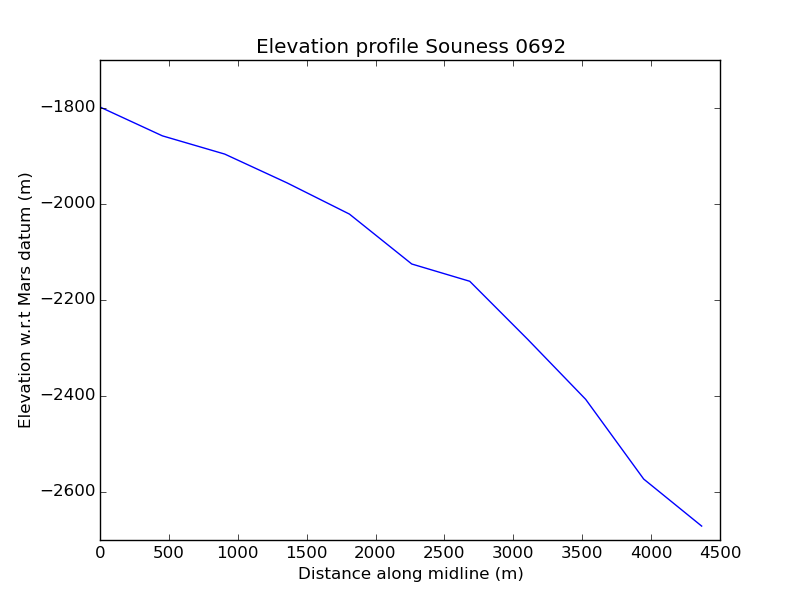 Elevation profile Souness 0692
Elevation w.r.t Mars datum (m)
−1800
−2000
−2200
−2400
−2600
0 500 1000 1500 2000 2500 3000 3500 4000 4500
Distance along midline (m)